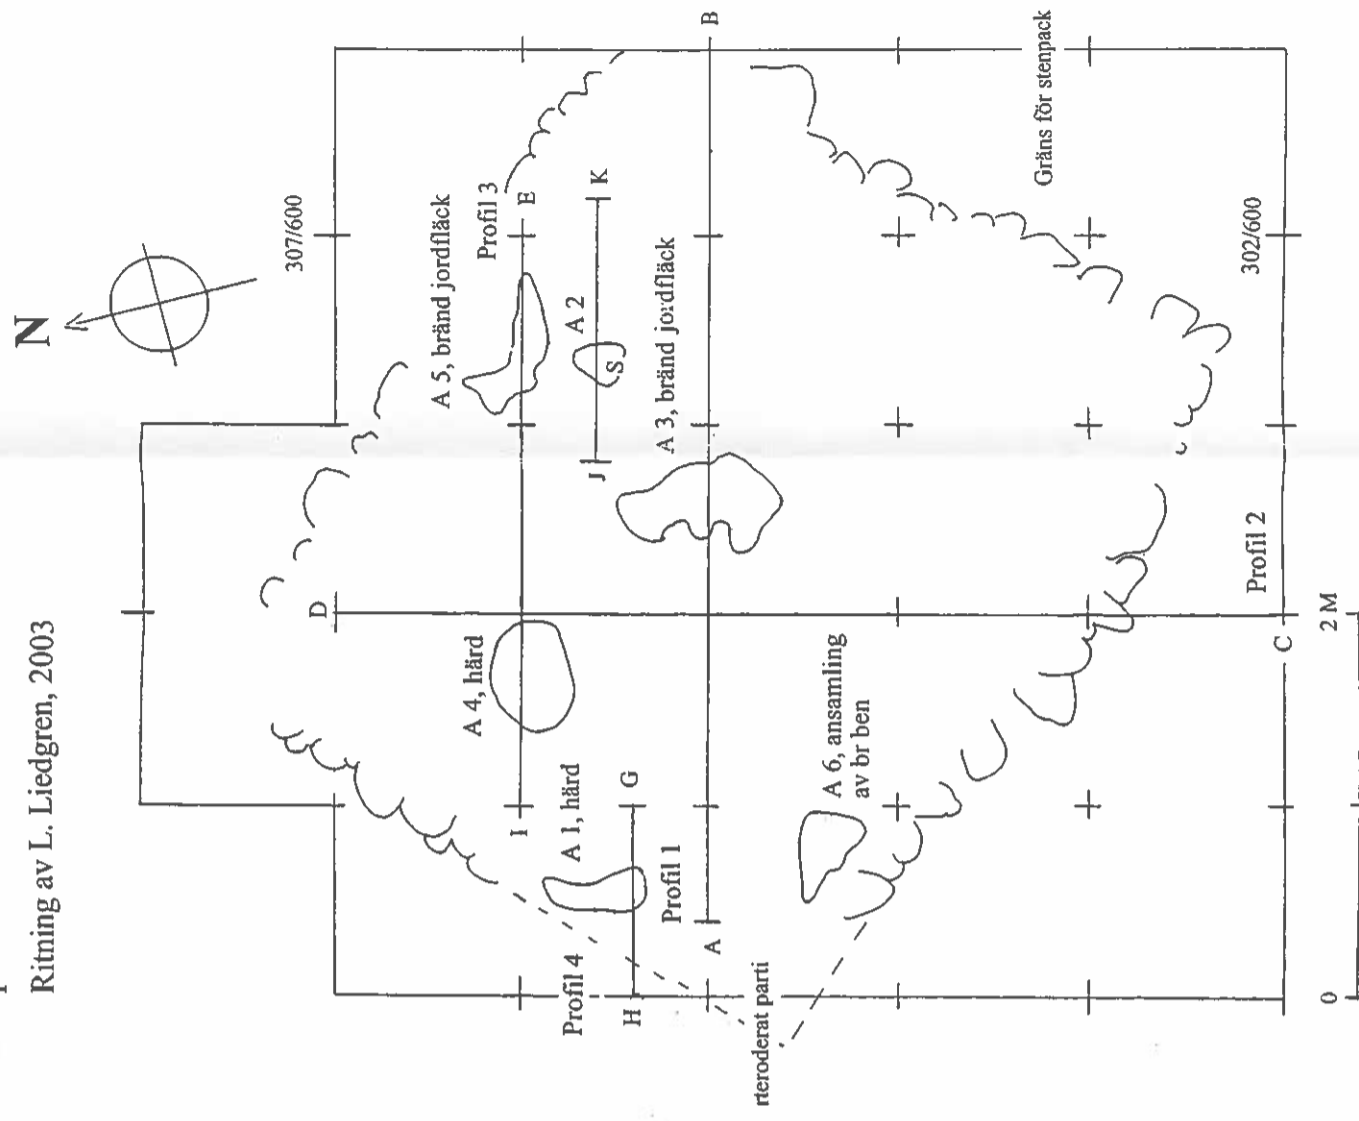 Ritning av L. Liedgren, 2003
N
307/600
A 5, bränd jordfläck
Profil 3
E
B
D
A 4, härd
A 2
K
J
S
A 3, bränd jordfläck
I
A 1, härd
G
Profil 4
H
Profil 1
A
A 6, ansamling
av br ben
rteroderat parti
Gräns för stenpack
302/600
Profil 2
C
0
2 M